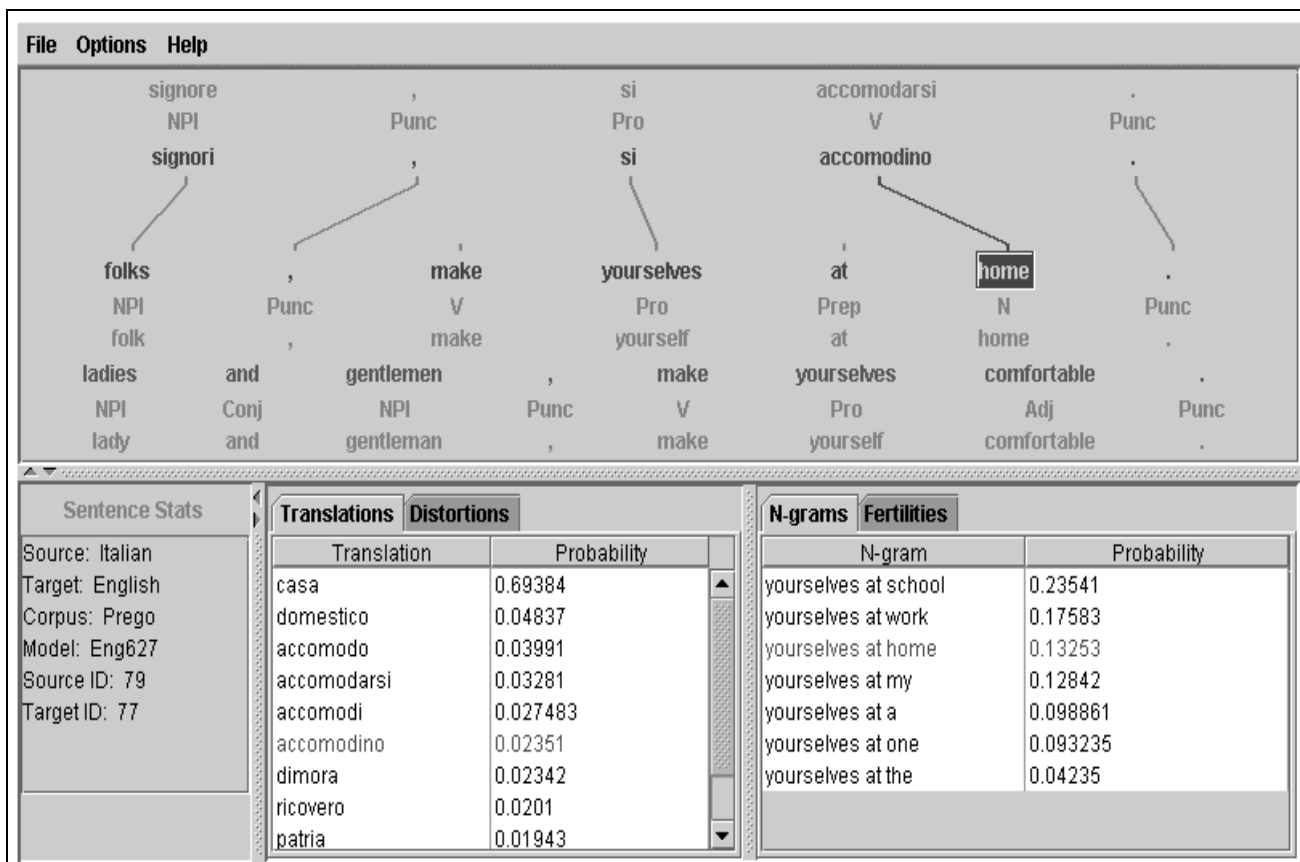 File Options Help
signore , si accomodarsi .
NPI Punc Pro V Punc
signori , si accomodino .
folks , make yourselves at home .
NPI Punc V Pro Prep N Punc
folk , make yourself at home .
ladies and gentlemen , make yourselves comfortable .
NPI Conj NPI Punc V Pro Adj Punc
lady and gentleman , make yourself comfortable .
Sentence Stats
Source: Italian
Target: English
Corpus: Prego
Model: Eng627
Source ID: 79
Target ID: 77
Translations Distortions
Translation Probability
casa 0.69384
domestico 0.04837
accomodo 0.03991
accomodarsi 0.03281
accomodi 0.027483
accomodino 0.02351
dimora 0.02342
ricovero 0.0201
patria 0.01943
N-grams Fertilities
N-gram Probability
yourselves at school 0.23541
yourselves at work 0.17583
yourselves at home 0.13253
yourselves at my 0.12842
yourselves at a 0.098861
yourselves at one 0.093235
yourselves at the 0.04235